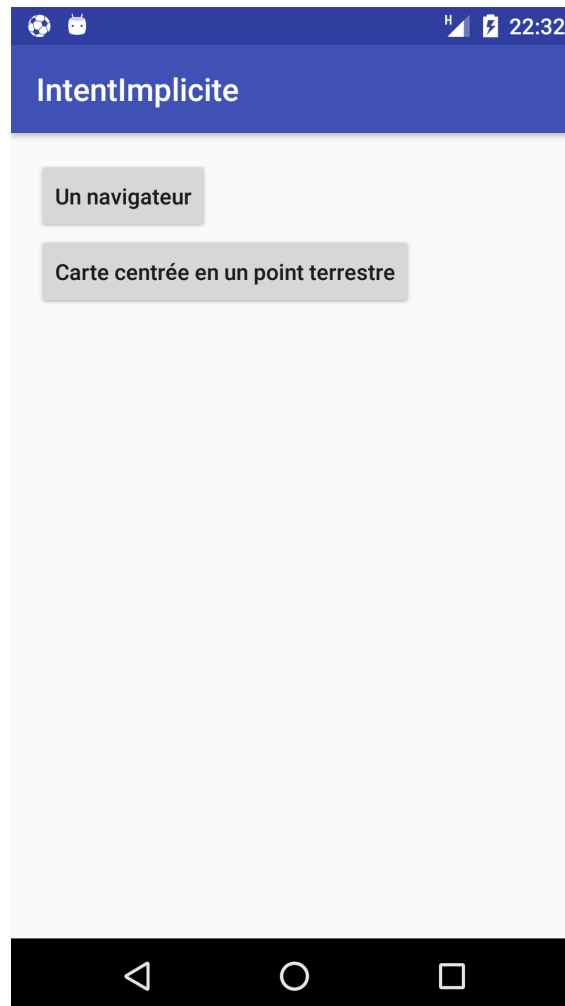 H 22:32
IntentImplicite
Un navigateur
Carte centrée en un point terrestre